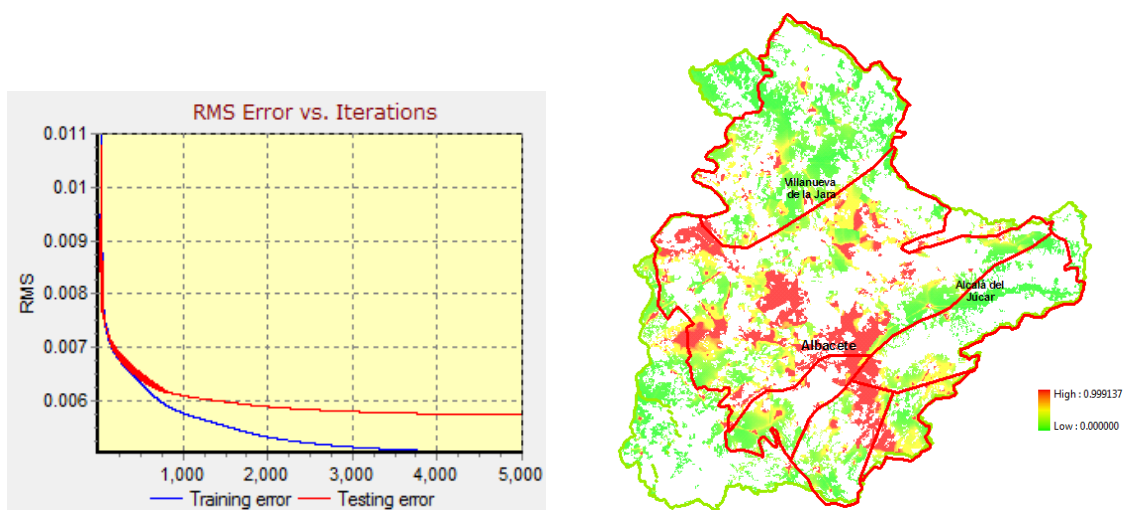 RMS Error vs. Iterations
0.011
0.01
0.009
0.008
0.007
0.006
RMS
1,000 2,000 3,000 4,000 5,000
Training error Testing error
Villanueva
de la Jara
Alcalá del
Júcar
Albacete
High : 0.999137
Low : 0.000000